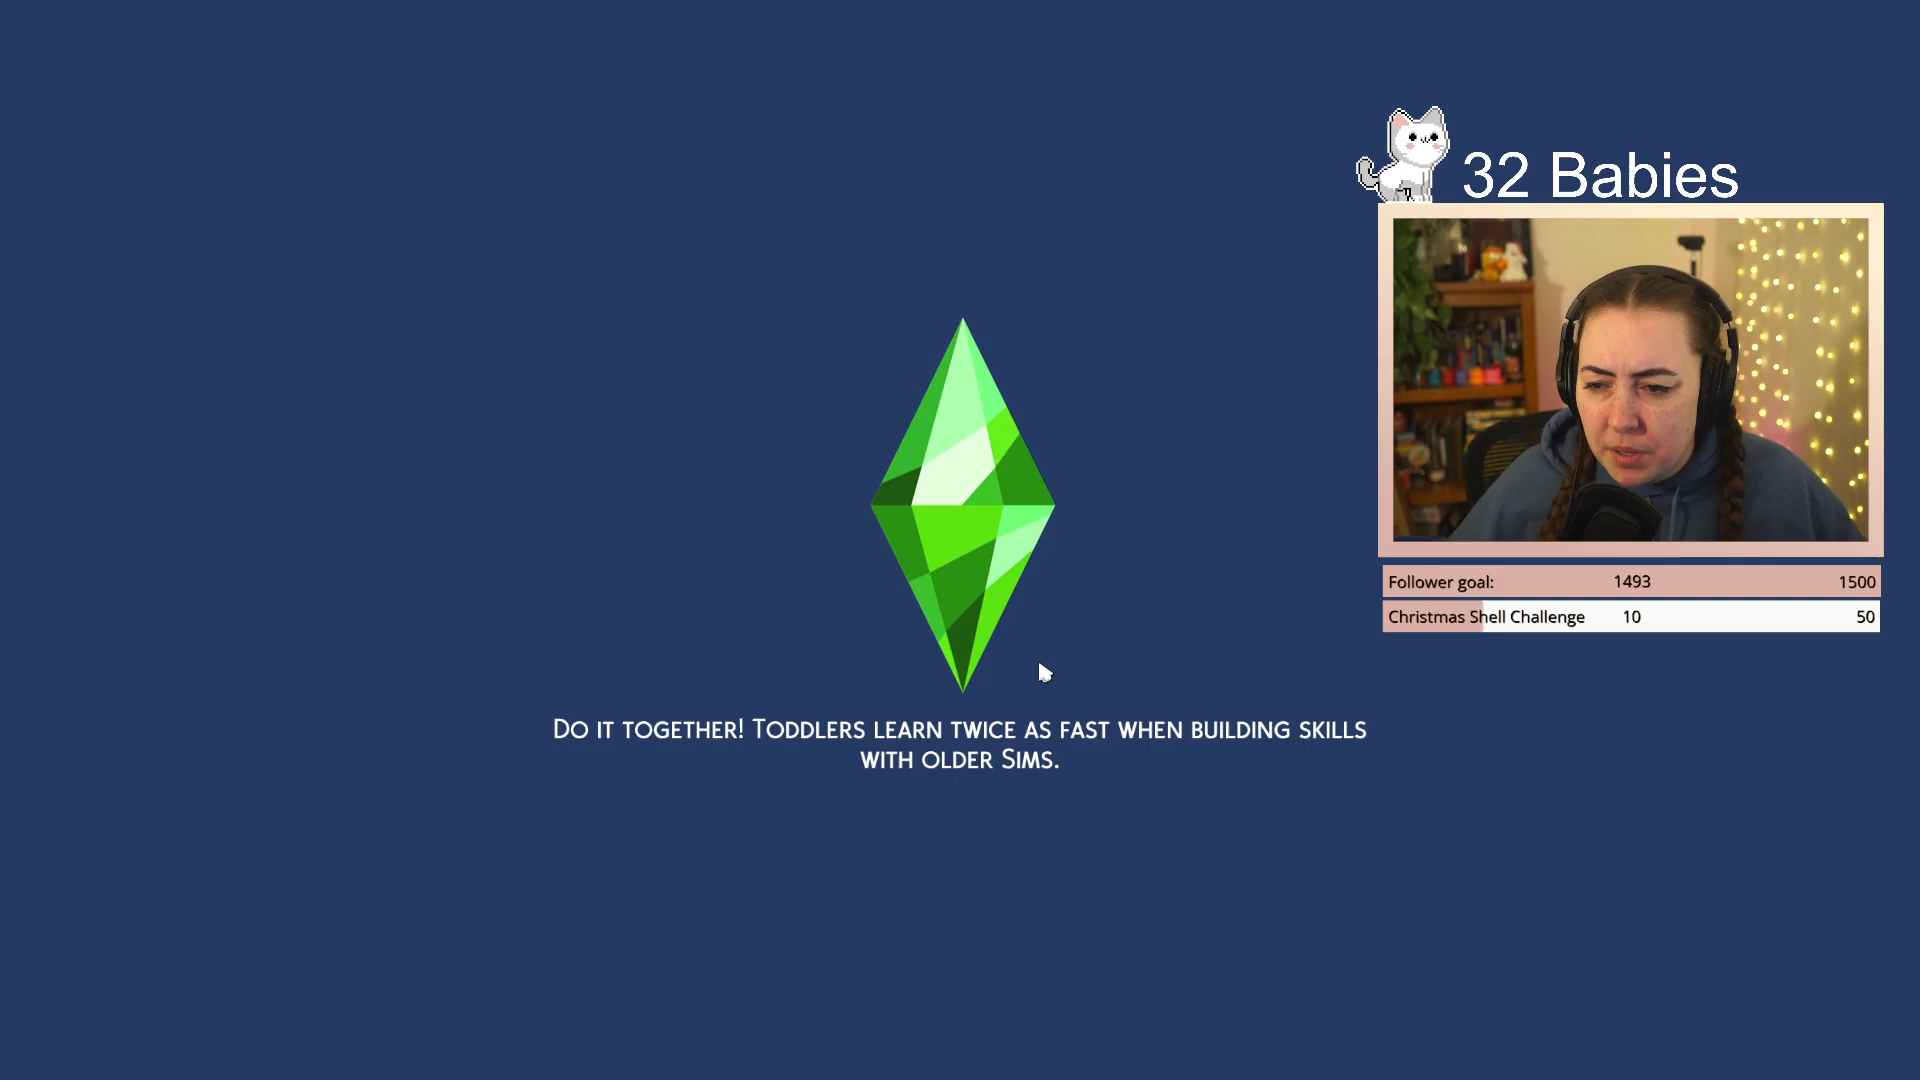 32 Babies
Follower goal: 1493 1500
Christmas Shell Challenge 10 50
Do it together! Toddlers learn twice as fast when building skills
with older Sims.